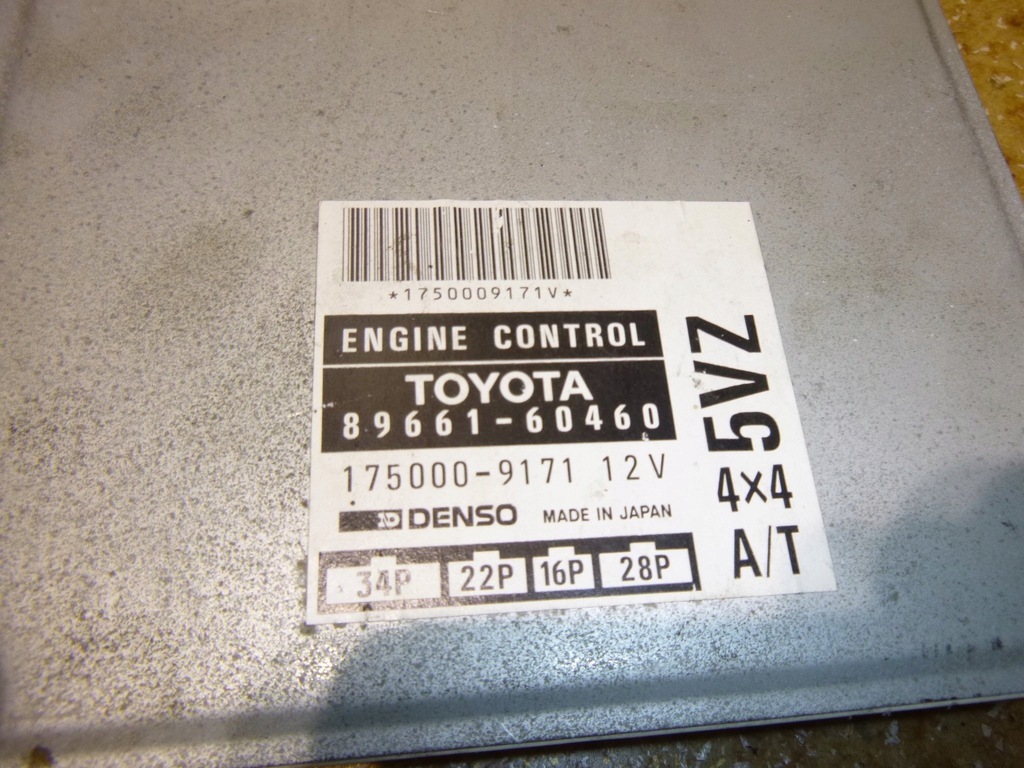 *1750009171V*
ENGINE CONTROL
TOYOTA
89661-60460
175000-9171 12V
DENSO MADE IN JAPAN
34P 22P 16P 28P
5VZ
4×4
A/T